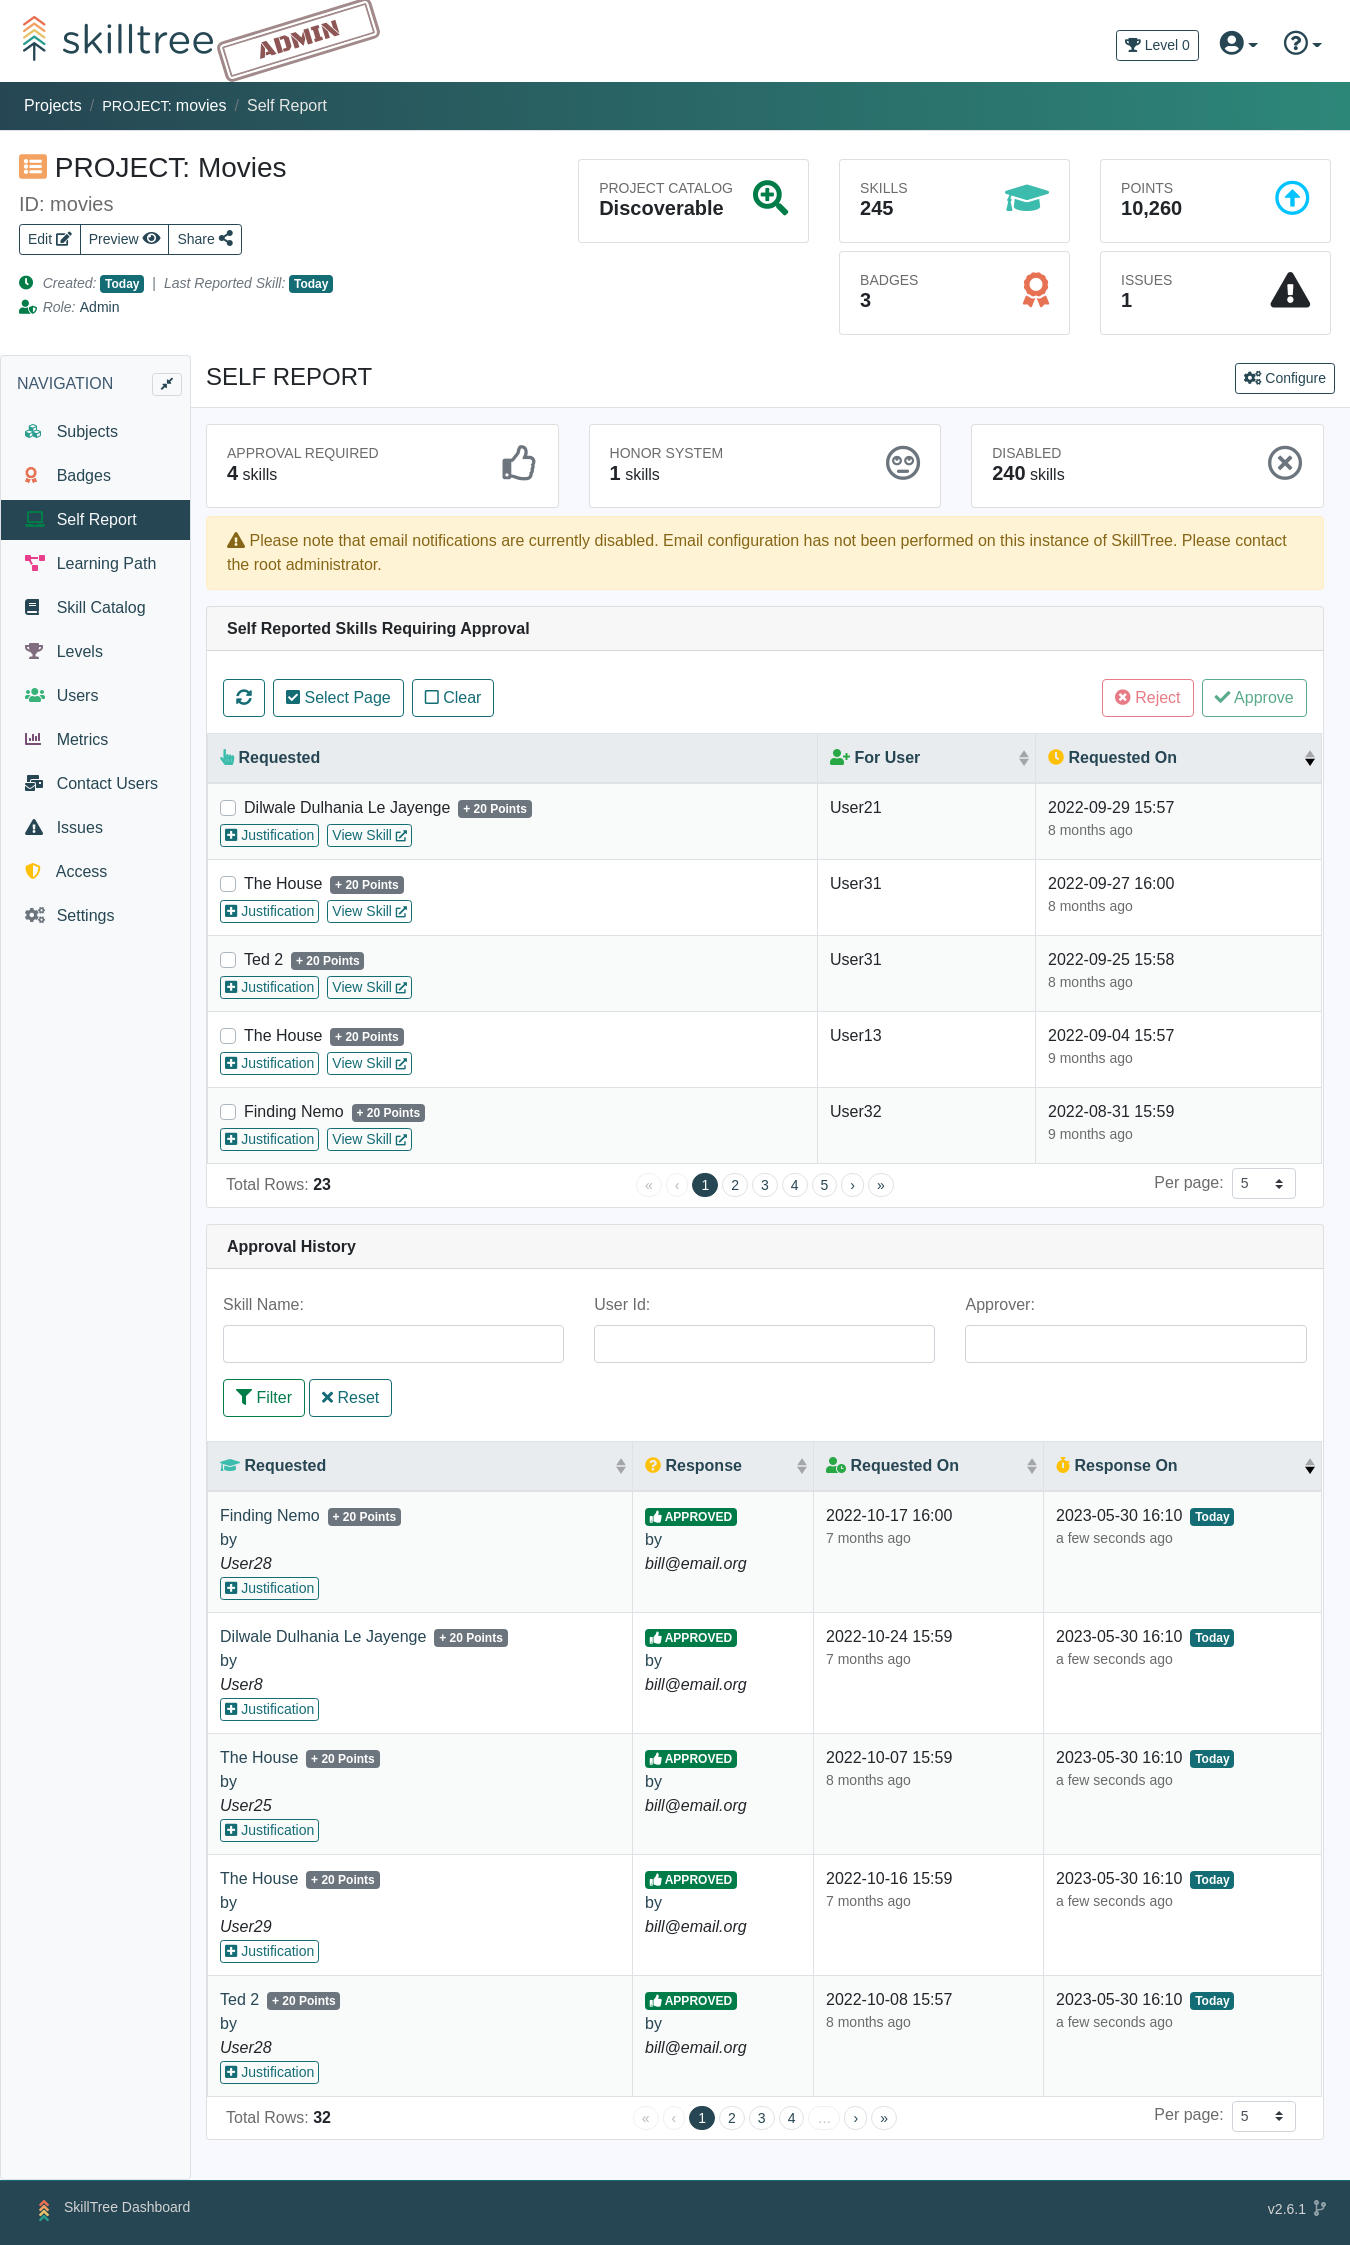 skilltree
ADMIN
Level 0
Projects / PROJECT: movies / Self Report
PROJECT: Movies
ID: movies
Edit
Preview
Share
Created: Today | Last Reported Skill: Today
Role: Admin
PROJECT CATALOG
Discoverable
SKILLS
245
POINTS
10,260
BADGES
3
ISSUES
1
NAVIGATION
Subjects
Badges
Self Report
Learning Path
Skill Catalog
Levels
Users
Metrics
Contact Users
Issues
Access
Settings
SELF REPORT
Configure
APPROVAL REQUIRED
4 skills
HONOR SYSTEM
1 skills
DISABLED
240 skills
Please note that email notifications are currently disabled. Email configuration has not been performed on this instance of SkillTree. Please contact
the root administrator.
Self Reported Skills Requiring Approval
Select Page
Clear
Reject
Approve
Requested For User Requested On
Dilwale Dulhania Le Jayenge + 20 Points User21 2022-09-29 15:57
Justification View Skill 8 months ago
The House + 20 Points User31 2022-09-27 16:00
Justification View Skill 8 months ago
Ted 2 + 20 Points User31 2022-09-25 15:58
Justification View Skill 8 months ago
The House + 20 Points User13 2022-09-04 15:57
Justification View Skill 9 months ago
Finding Nemo + 20 Points User32 2022-08-31 15:59
Justification View Skill 9 months ago
Total Rows: 23 « ‹ 1 2 3 4 5 › » Per page: 5
Approval History
Skill Name: User Id: Approver:
Filter Reset
Requested Response Requested On Response On
Finding Nemo + 20 Points APPROVED 2022-10-17 16:00 2023-05-30 16:10 Today
by by 7 months ago a few seconds ago
User28 bill@email.org
Justification
Dilwale Dulhania Le Jayenge + 20 Points APPROVED 2022-10-24 15:59 2023-05-30 16:10 Today
by by 7 months ago a few seconds ago
User8 bill@email.org
Justification
The House + 20 Points APPROVED 2022-10-07 15:59 2023-05-30 16:10 Today
by by 8 months ago a few seconds ago
User25 bill@email.org
Justification
The House + 20 Points APPROVED 2022-10-16 15:59 2023-05-30 16:10 Today
by by 7 months ago a few seconds ago
User29 bill@email.org
Justification
Ted 2 + 20 Points APPROVED 2022-10-08 15:57 2023-05-30 16:10 Today
by by 8 months ago a few seconds ago
User28 bill@email.org
Justification
Total Rows: 32 « ‹ 1 2 3 4 … › » Per page: 5
SkillTree Dashboard
v2.6.1